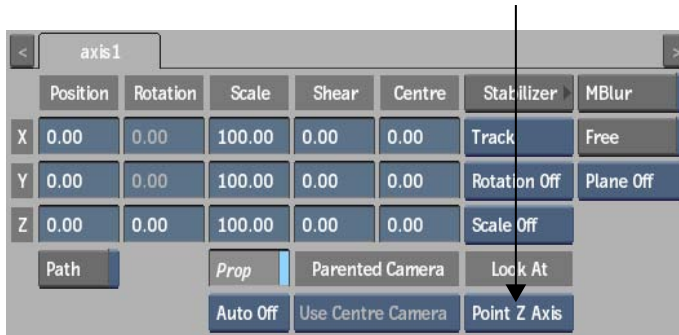 < axis1 >
Position Rotation Scale Shear Centre Stabilizer MBlur
X 0.00 0.00 100.00 0.00 0.00 Track Free
Y 0.00 0.00 100.00 0.00 0.00 Rotation Off Plane Off
Z 0.00 0.00 100.00 0.00 0.00 Scale Off
Path Prop Parented Camera Look At
Auto Off Use Centre Camera Point Z Axis